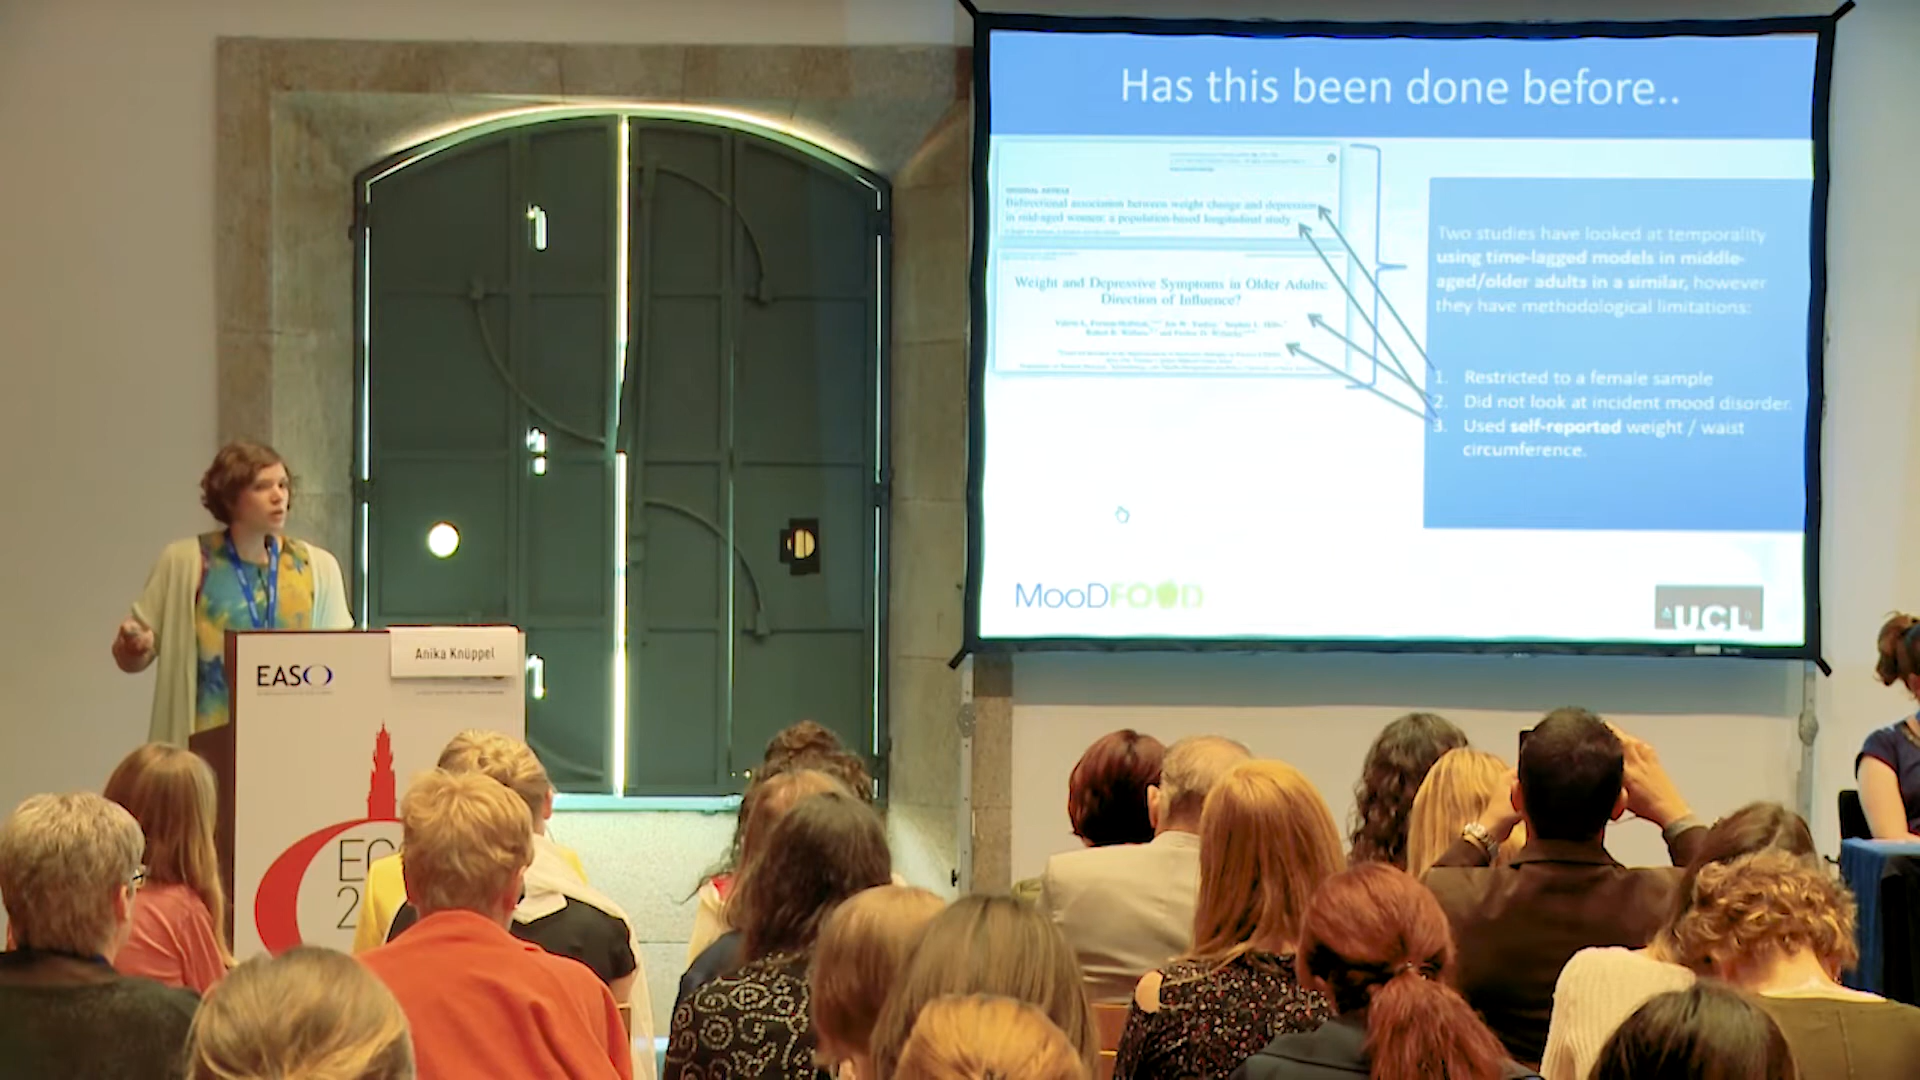 Has this been done before..
ORIGINAL ARTICLE
Bidirectional association between weight change and depression
in mid-aged women: a population-based longitudinal study
Weight and Depressive Symptoms in Older Adults:
Direction of Influence?
Two studies have looked at temporality
using time-lagged models in middle-
aged/older adults in a similar, however
they have methodological limitations:
1. Restricted to a female sample
2. Did not look at incident mood disorder.
3. Used self-reported weight / waist
circumference.
MooDFOOD
UCL
Anika Knüppel
EASO
EC
2